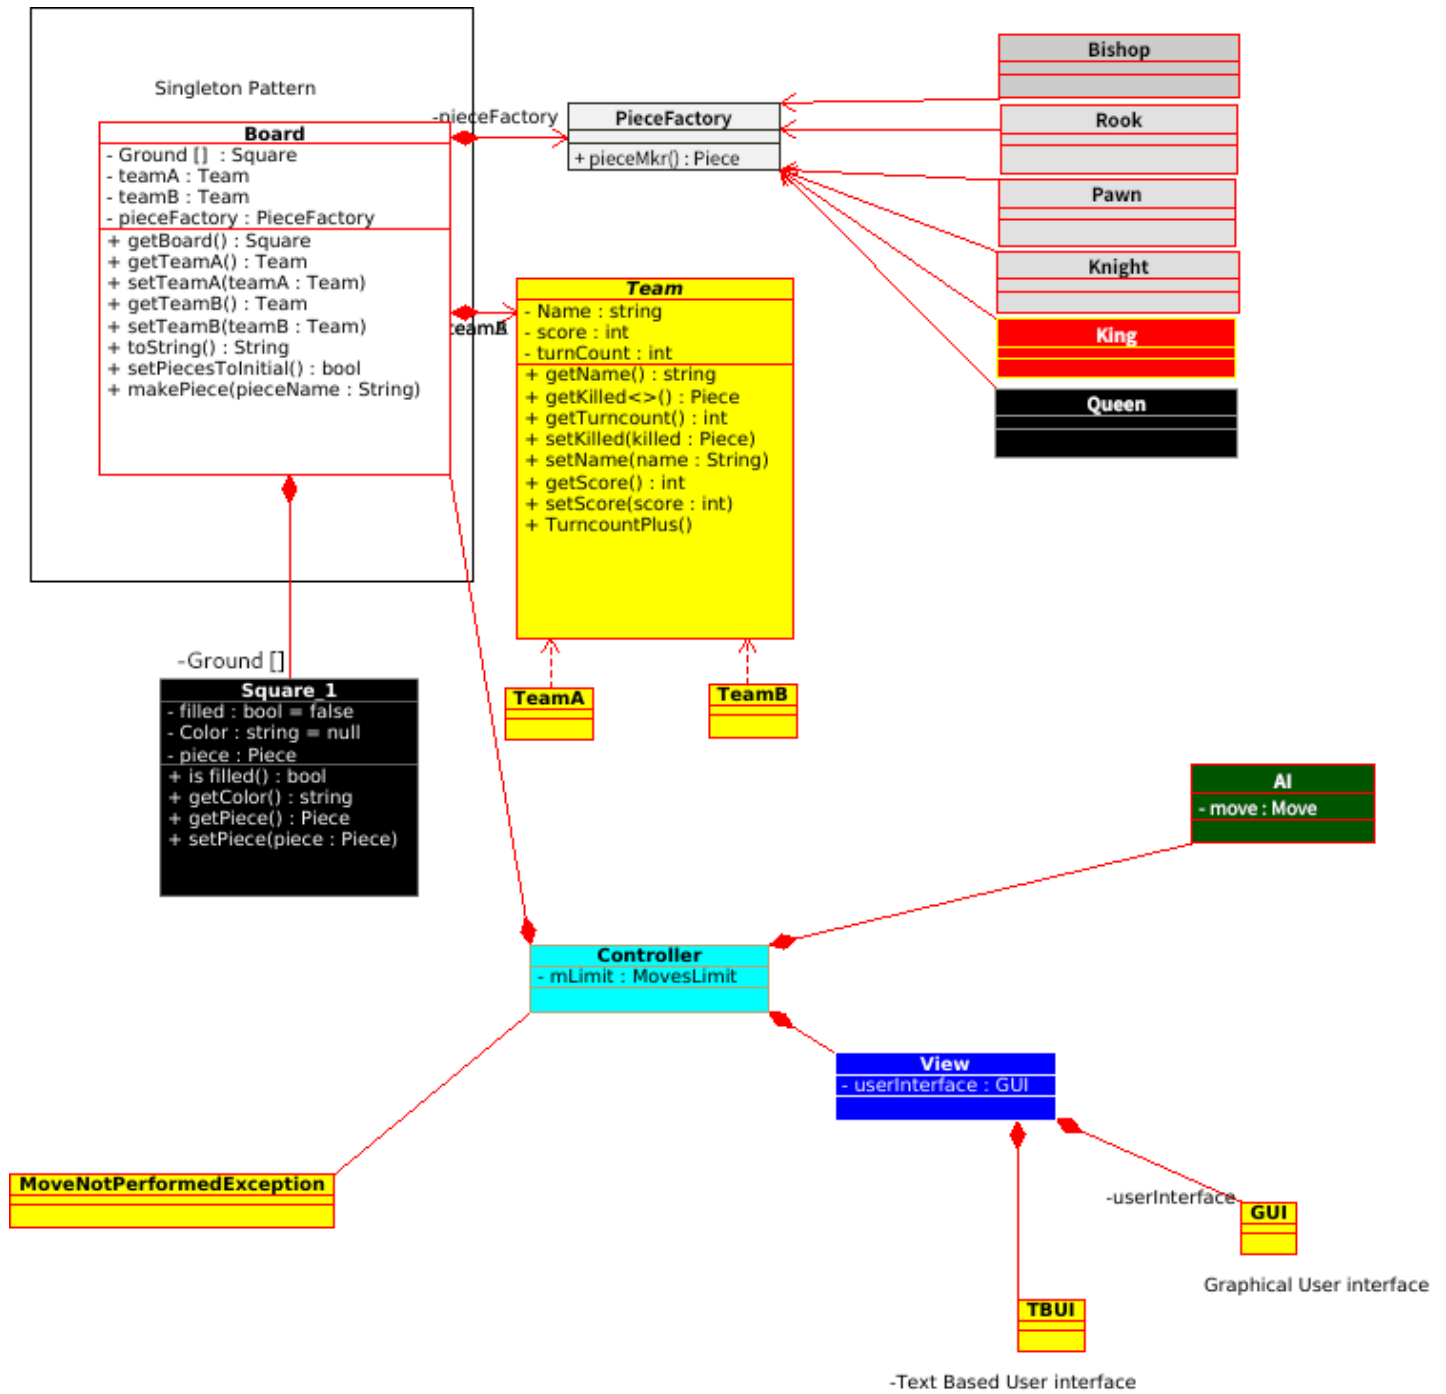 Singleton Pattern
Board
- Ground [] : Square
- teamA : Team
- teamB : Team
- pieceFactory : PieceFactory
+ getBoard() : Square
+ getTeamA() : Team
+ setTeamA(teamA : Team)
+ getTeamB() : Team
+ setTeamB(teamB : Team)
+ toString() : String
+ setPiecesToInitial() : bool
+ makePiece(pieceName : String)
-pieceFactory
PieceFactory
+ pieceMkr() : Piece
Bishop
Rook
Pawn
Knight
King
Queen
Team
- Name : string
- score : int
- turnCount : int
+ getName() : string
+ getKilled<>() : Piece
+ getTurncount() : int
+ setKilled(killed : Piece)
+ setName(name : String)
+ getScore() : int
+ setScore(score : int)
+ TurncountPlus()
TeamA
TeamB
-Ground []
Square_1
- filled : bool = false
- Color : string = null
- piece : Piece
+ is filled() : bool
+ getColor() : string
+ getPiece() : Piece
+ setPiece(piece : Piece)
AI
- move : Move
Controller
- mLimit : MovesLimit
View
- userInterface : GUI
MoveNotPerformedException
-userInterface
GUI
Graphical User interface
TBUI
-Text Based User interface